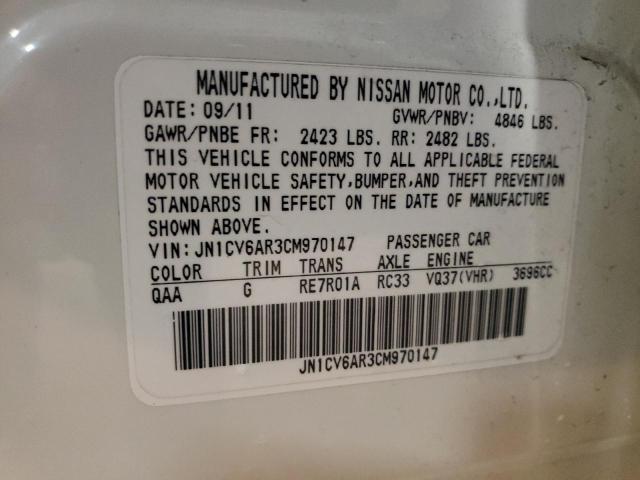 MANUFACTURED BY NISSAN MOTOR CO.,LTD.
DATE: 09/11 GVWR/PNBV: 4846 LBS.
GAWR/PNBE FR: 2423 LBS. RR: 2482 LBS.
THIS VEHICLE CONFORMS TO ALL APPLICABLE FEDERAL
MOTOR VEHICLE SAFETY,BUMPER,AND THEFT PREVENTION
STANDARDS IN EFFECT ON THE DATE OF MANUFACTURE
SHOWN ABOVE.
VIN: JN1CV6AR3CM970147 PASSENGER CAR
COLOR TRIM TRANS AXLE ENGINE
QAA G RE7R01A RC33 VQ37(VHR) 3696CC
JN1CV6AR3CM970147